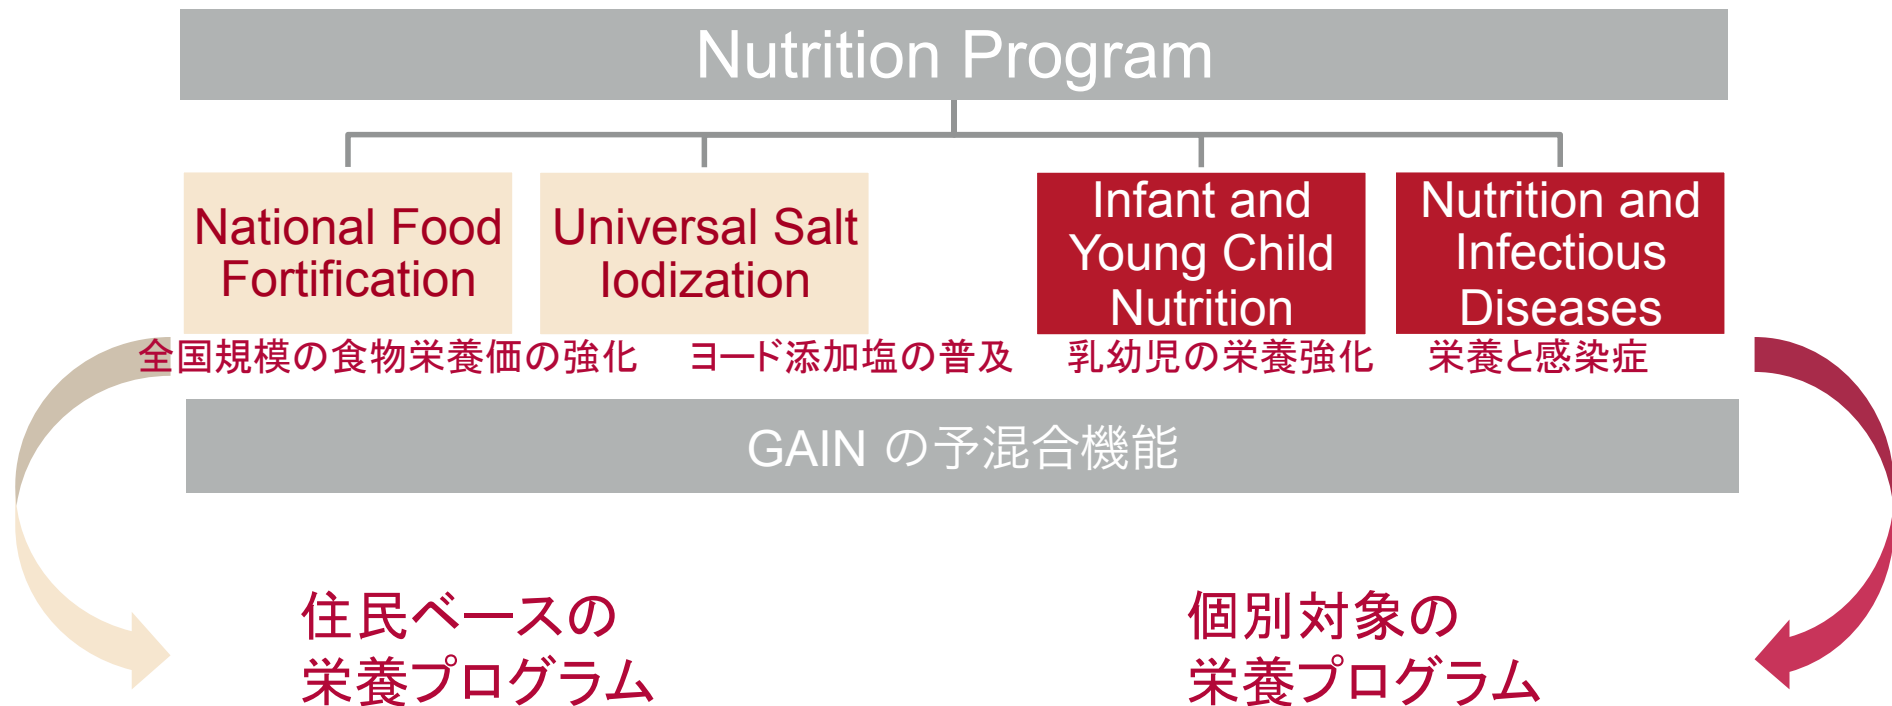 Nutrition Program
National Food
Fortification
Universal Salt
Iodization
Infant and
Young Child
Nutrition
Nutrition and
Infectious
Diseases
全国規模の食物栄養価の強化
ヨード添加塩の普及
乳幼児の栄養強化
栄養と感染症
GAIN の予混合機能
住民ベースの
栄養プログラム
個別対象の
栄養プログラム